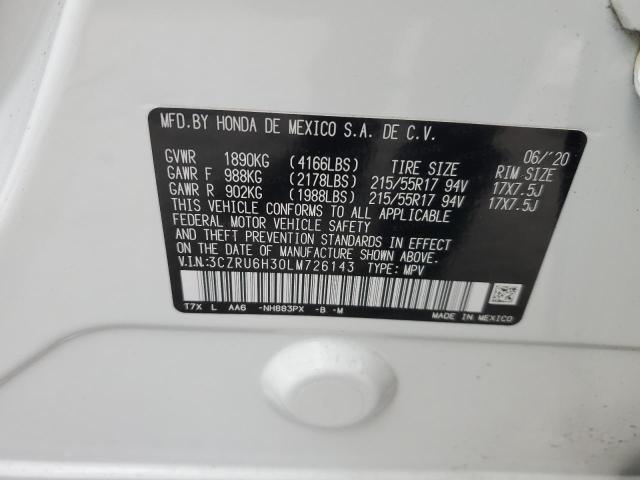 MFD.BY HONDA DE MEXICO S.A. DE C.V. 06/'20
GVWR 1890KG (4166LBS) TIRE SIZE RIM SIZE
GAWR F 988KG (2178LBS) 215/55R17 94V 17X7.5J
GAWR R 902KG (1988LBS) 215/55R17 94V 17X7.5J
THIS VEHICLE CONFORMS TO ALL APPLICABLE
FEDERAL MOTOR VEHICLE SAFETY
AND THEFT PREVENTION STANDARDS IN EFFECT
ON THE DATE OF MANUFACTURE SHOWN ABOVE.
V.I.N.:3CZRU6H30LM726143 TYPE: MPV
T7X L AA6 -NH883PX -B -M MADE IN MEXICO